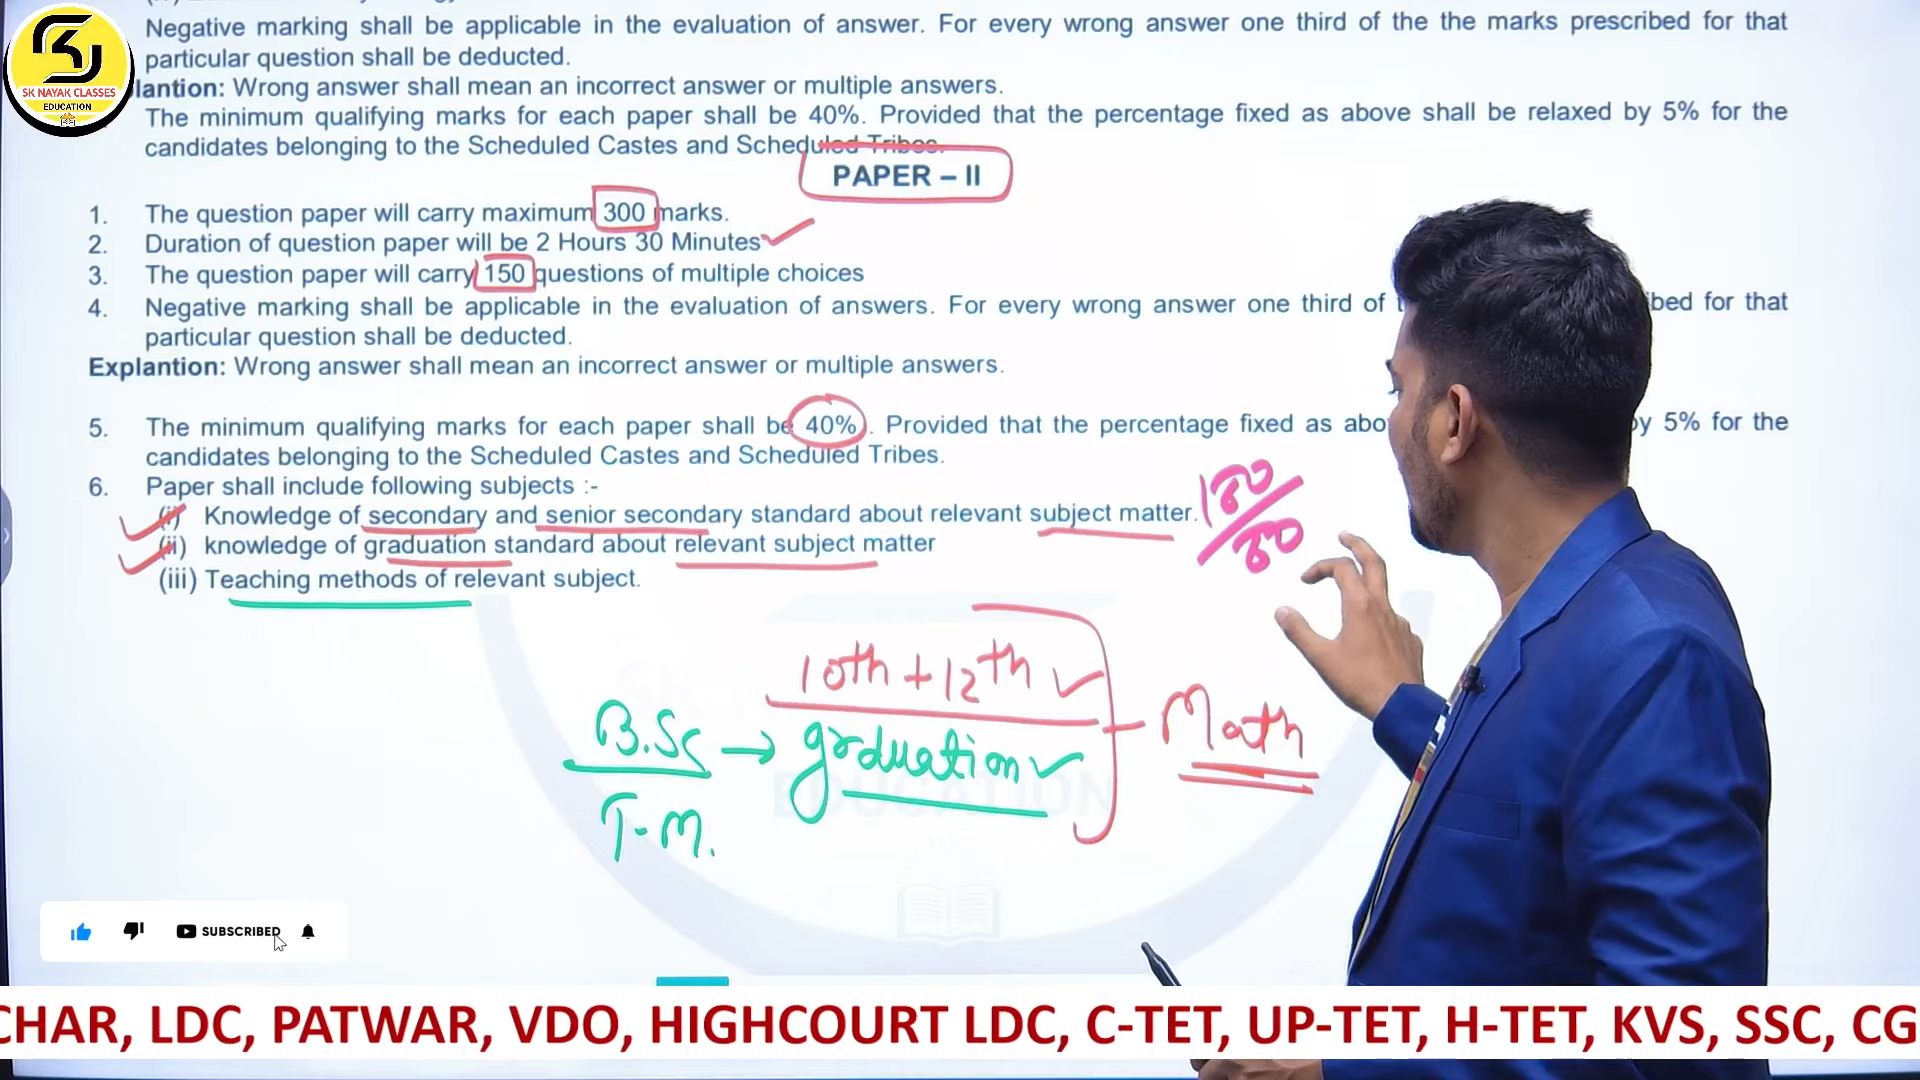 Negative marking shall be applicable in the evaluation of answer. For every wrong answer one third of the the marks prescribed for that
particular question shall be deducted.
SK NAYAK CLASSES
EDUCATION
lantion: Wrong answer shall mean an incorrect answer or multiple answers.
The minimum qualifying marks for each paper shall be 40%. Provided that the percentage fixed as above shall be relaxed by 5% for the
candidates belonging to the Scheduled Castes and Scheduled Tribes.
PAPER – II
1. The question paper will carry maximum 300 marks.
2. Duration of question paper will be 2 Hours 30 Minutes
3. The question paper will carry 150 questions of multiple choices
4. Negative marking shall be applicable in the evaluation of answers. For every wrong answer one third of bed for that
particular question shall be deducted.
Explantion: Wrong answer shall mean an incorrect answer or multiple answers.
5. The minimum qualifying marks for each paper shall be 40%. Provided that the percentage fixed as abo y 5% for the
candidates belonging to the Scheduled Castes and Scheduled Tribes.
6. Paper shall include following subjects :-
(i) Knowledge of secondary and senior secondary standard about relevant subject matter.
180
80
(ii) knowledge of graduation standard about relevant subject matter
(iii) Teaching methods of relevant subject.
10th + 12th
B.Sc → graduation
Math
T-M.
EDUCATION
SUBSCRIBED
CHAR, LDC, PATWAR, VDO, HIGHCOURT LDC, C-TET, UP-TET, H-TET, KVS, SSC, CG